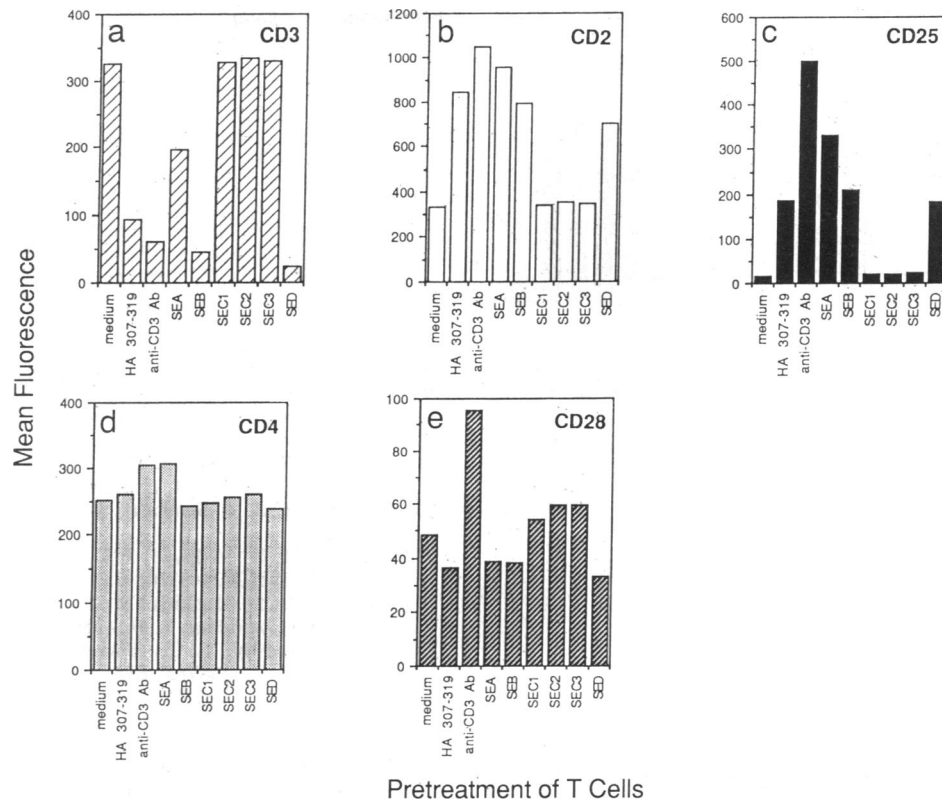 Mean Fluorescence
a
CD3
400
300
200
100
0
medium
HA 307-319
anti-CD3 Ab
SEA
SEB
SEC1
SEC2
SEC3
SED
b
CD2
1200
1000
800
600
400
200
0
medium
HA 307-319
anti-CD3 Ab
SEA
SEB
SEC1
SEC2
SEC3
SED
c
CD25
600
500
400
300
200
100
0
medium
HA 307-319
anti-CD3 Ab
SEA
SEB
SEC1
SEC2
SEC3
SED
d
CD4
400
300
200
100
0
medium
HA 307-319
anti-CD3 Ab
SEA
SEB
SEC1
SEC2
SEC3
SED
e
CD28
100
80
60
40
20
0
medium
HA 307-319
anti-CD3 Ab
SEA
SEB
SEC1
SEC2
SEC3
SED
Pretreatment of T Cells